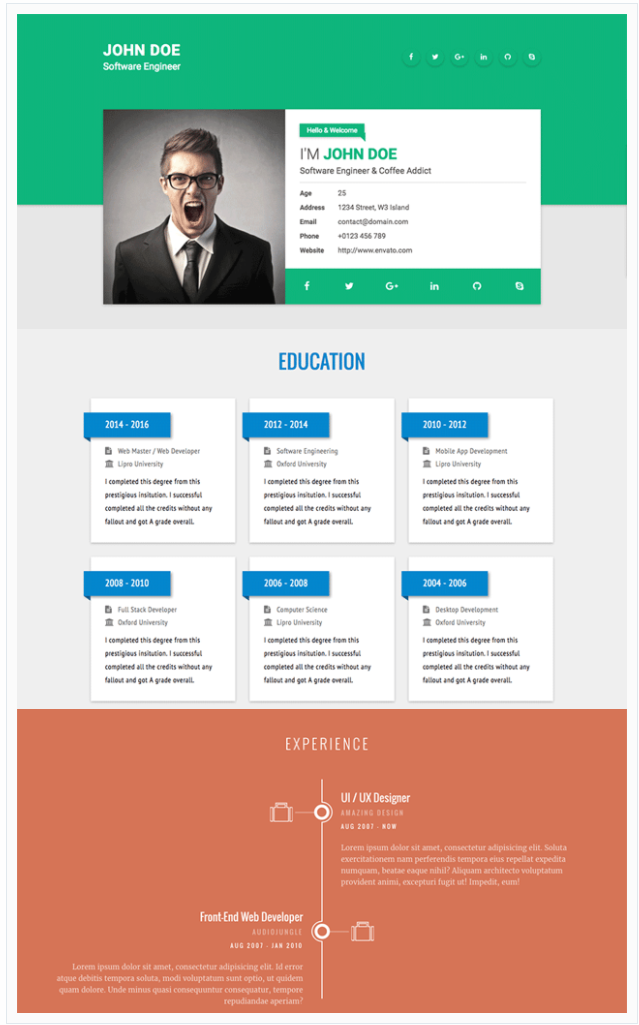 JOHN DOE
Software Engineer
Hello & Welcome
I'M JOHN DOE
Software Engineer & Coffee Addict
Age 25
Address 1234 Street, W3 Island
Email contact@domain.com
Phone +0123 456 789
Website http://www.envato.com
EDUCATION
2014 - 2016
Web Master / Web Developer
Lipro University
I completed this degree from this
prestigious insitution. I successful
completed all the credits without any
fallout and got A grade overall.
2012 - 2014
Software Engineering
Oxford University
I completed this degree from this
prestigious insitution. I successful
completed all the credits without any
fallout and got A grade overall.
2010 - 2012
Mobile App Development
Lipro University
I completed this degree from this
prestigious insitution. I successful
completed all the credits without any
fallout and got A grade overall.
2008 - 2010
Full Stack Developer
Oxford University
I completed this degree from this
prestigious insitution. I successful
completed all the credits without any
fallout and got A grade overall.
2006 - 2008
Computer Science
Lipro University
I completed this degree from this
prestigious insitution. I successful
completed all the credits without any
fallout and got A grade overall.
2004 - 2006
Desktop Development
Oxford University
I completed this degree from this
prestigious insitution. I successful
completed all the credits without any
fallout and got A grade overall.
EXPERIENCE
UI / UX Designer
AMAZING DESIGN
AUG 2007 - NOW
Lorem ipsum dolor sit amet, consectetur adipisicing elit. Soluta
exercitationem nam perferendis tempora eius repellat expedita
numquam, beatae eaque nihil? Aliquam architecto voluptatum
provident animi, excepturi fugit ut! Impedit, eum!
Front-End Web Developer
AUDIOJUNGLE
AUG 2007 - JAN 2010
Lorem ipsum dolor sit amet, consectetur adipisicing elit. Id error
atque debitis tempora soluta, modi voluptatum sunt optio, ut quidem
quam dolore. Unde minus quasi consequuntur consequatur, tempore
repudiandae aperiam?